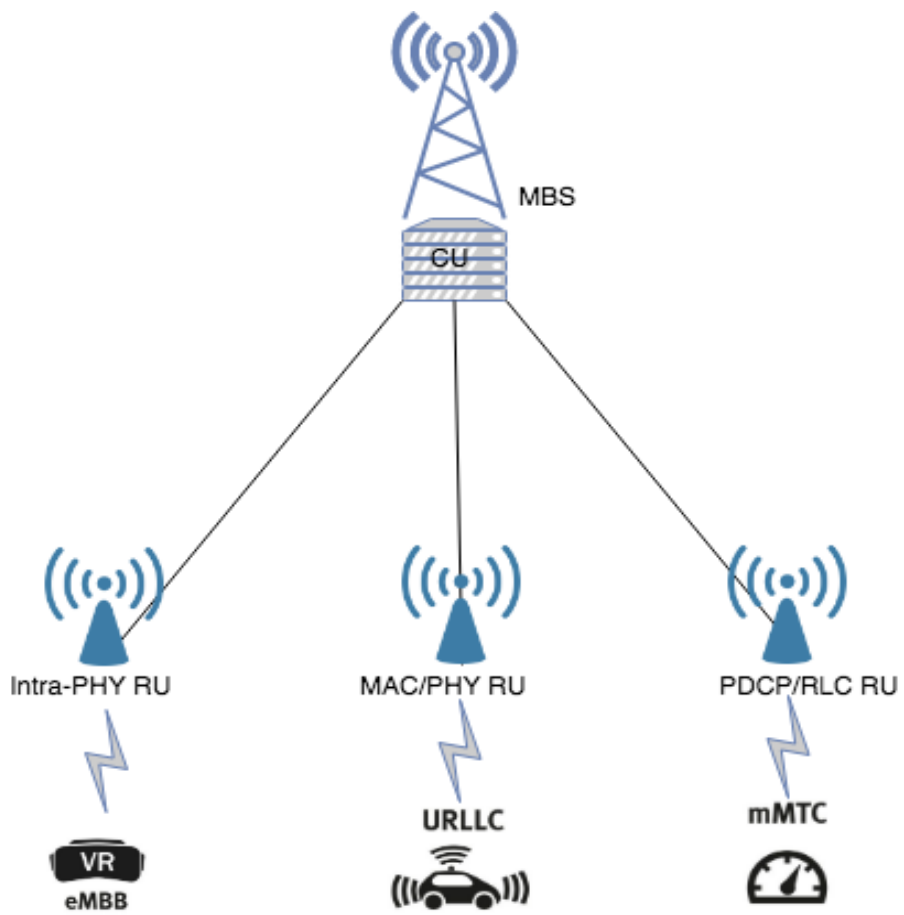 MBS
CU
Intra-PHY RU
MAC/PHY RU
PDCP/RLC RU
URLLC
mMTC
VR
eMBB